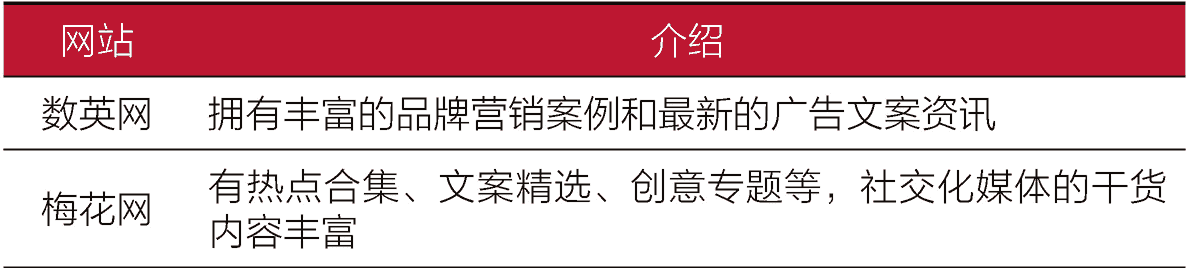 网站 介绍
数英网 拥有丰富的品牌营销案例和最新的广告文案资讯
梅花网 有热点合集、文案精选、创意专题等，社交化媒体的干货
内容丰富